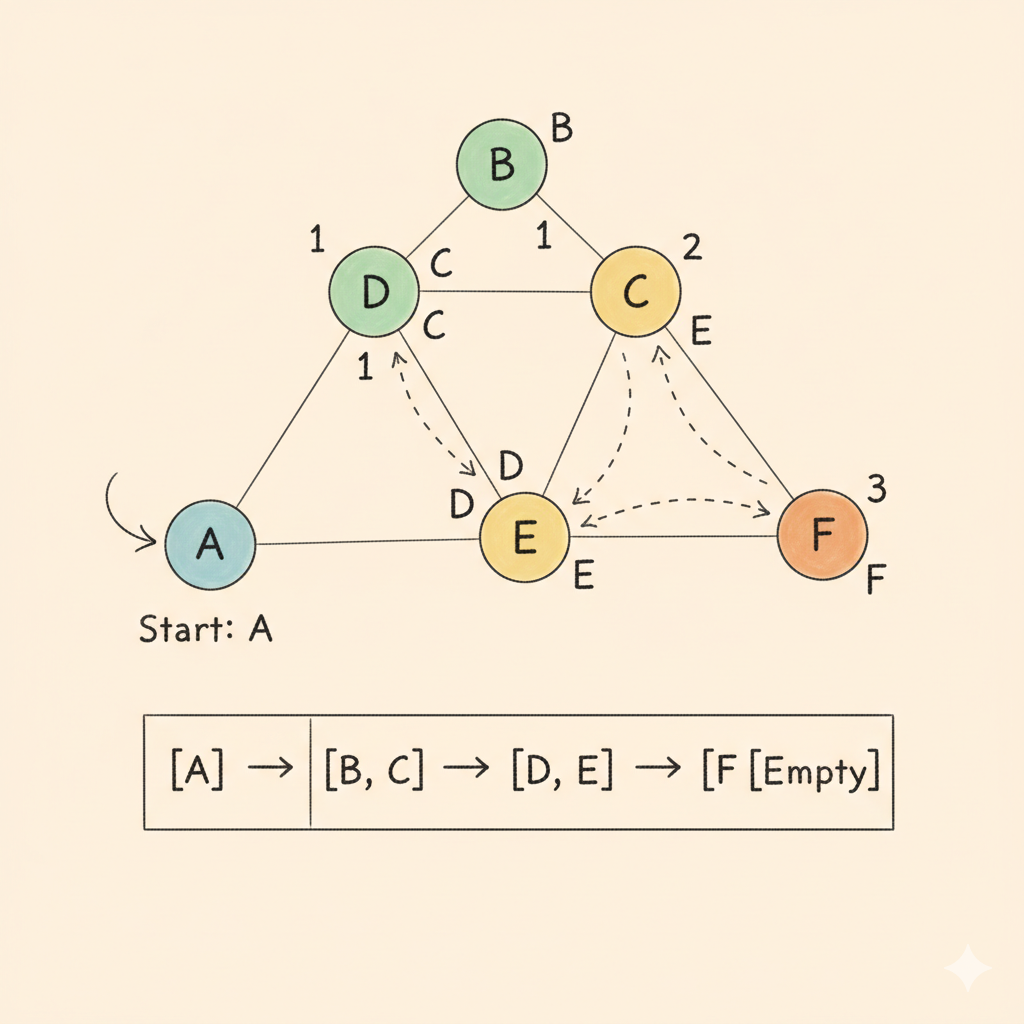 B
B
1
1
D
C
C
2
C
C
E
1
D
D
A
E
E
3
F
F
Start: A
[A] → [B, C] → [D, E] → [F [Empty]